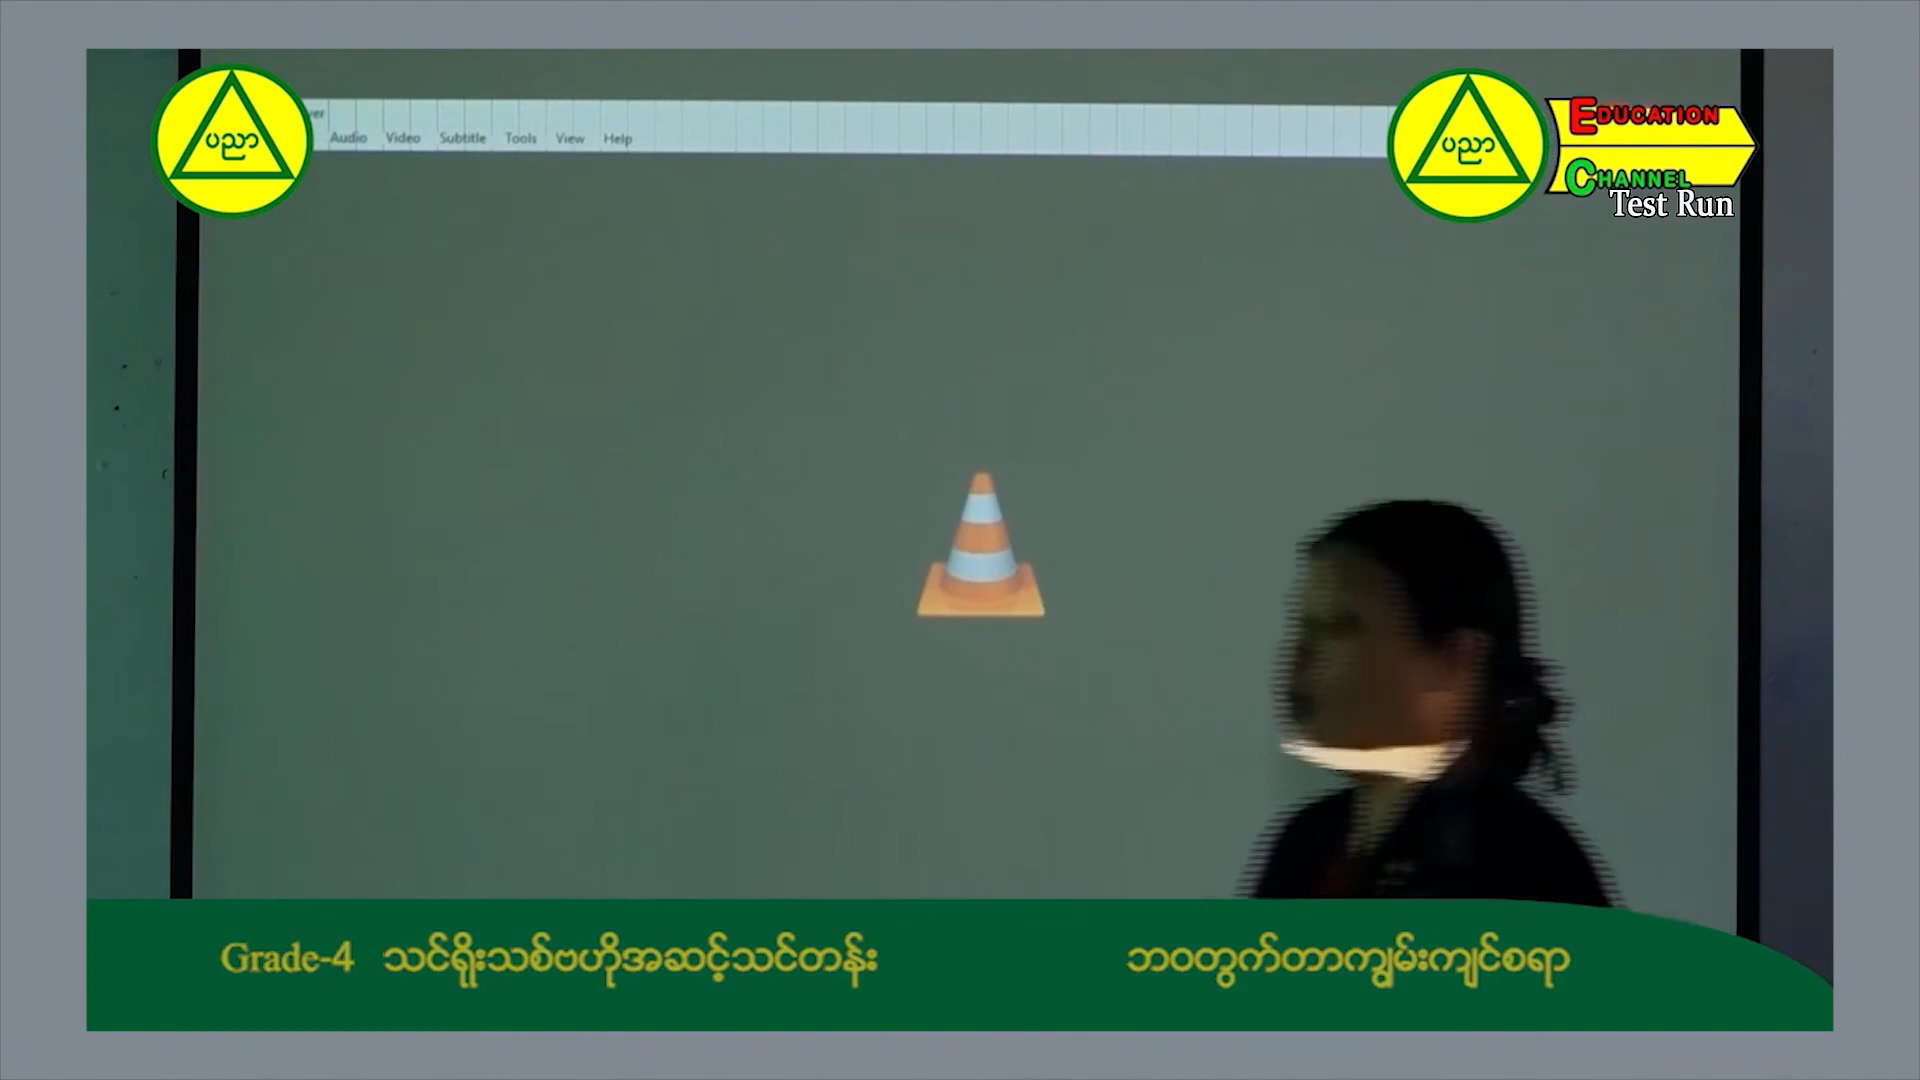 ပညာ
Audio Video Subtitle Tools View Help
ပညာ
EDUCATION
CHANNEL
Test Run
Grade-4 သင်ရိုးသစ်ဗဟိုအဆင့်သင်တန်း
ဘဝတွက်တာကျွမ်းကျင်စရာ